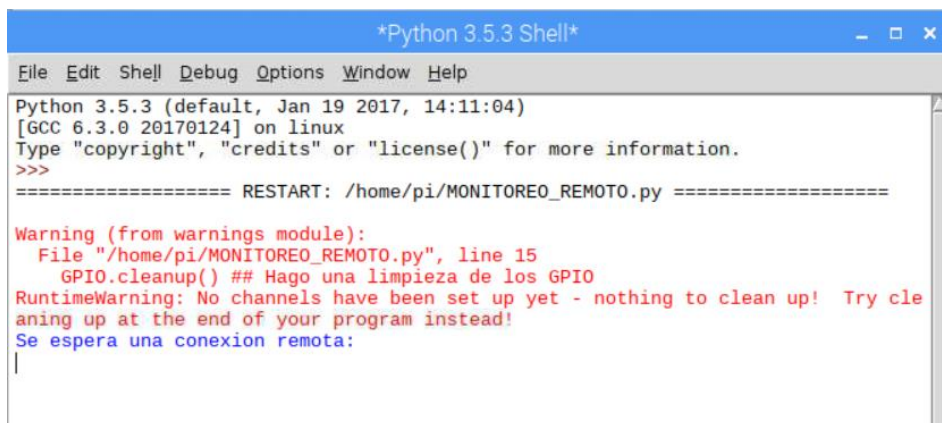 *Python 3.5.3 Shell*
File Edit Shell Debug Options Window Help
Python 3.5.3 (default, Jan 19 2017, 14:11:04)
[GCC 6.3.0 20170124] on linux
Type "copyright", "credits" or "license()" for more information.
>>>
=================== RESTART: /home/pi/MONITOREO_REMOTO.py ===================
Warning (from warnings module):
File "/home/pi/MONITOREO_REMOTO.py", line 15
GPIO.cleanup() ## Hago una limpieza de los GPIO
RuntimeWarning: No channels have been set up yet - nothing to clean up!  Try cle
aning up at the end of your program instead!
Se espera una conexion remota: